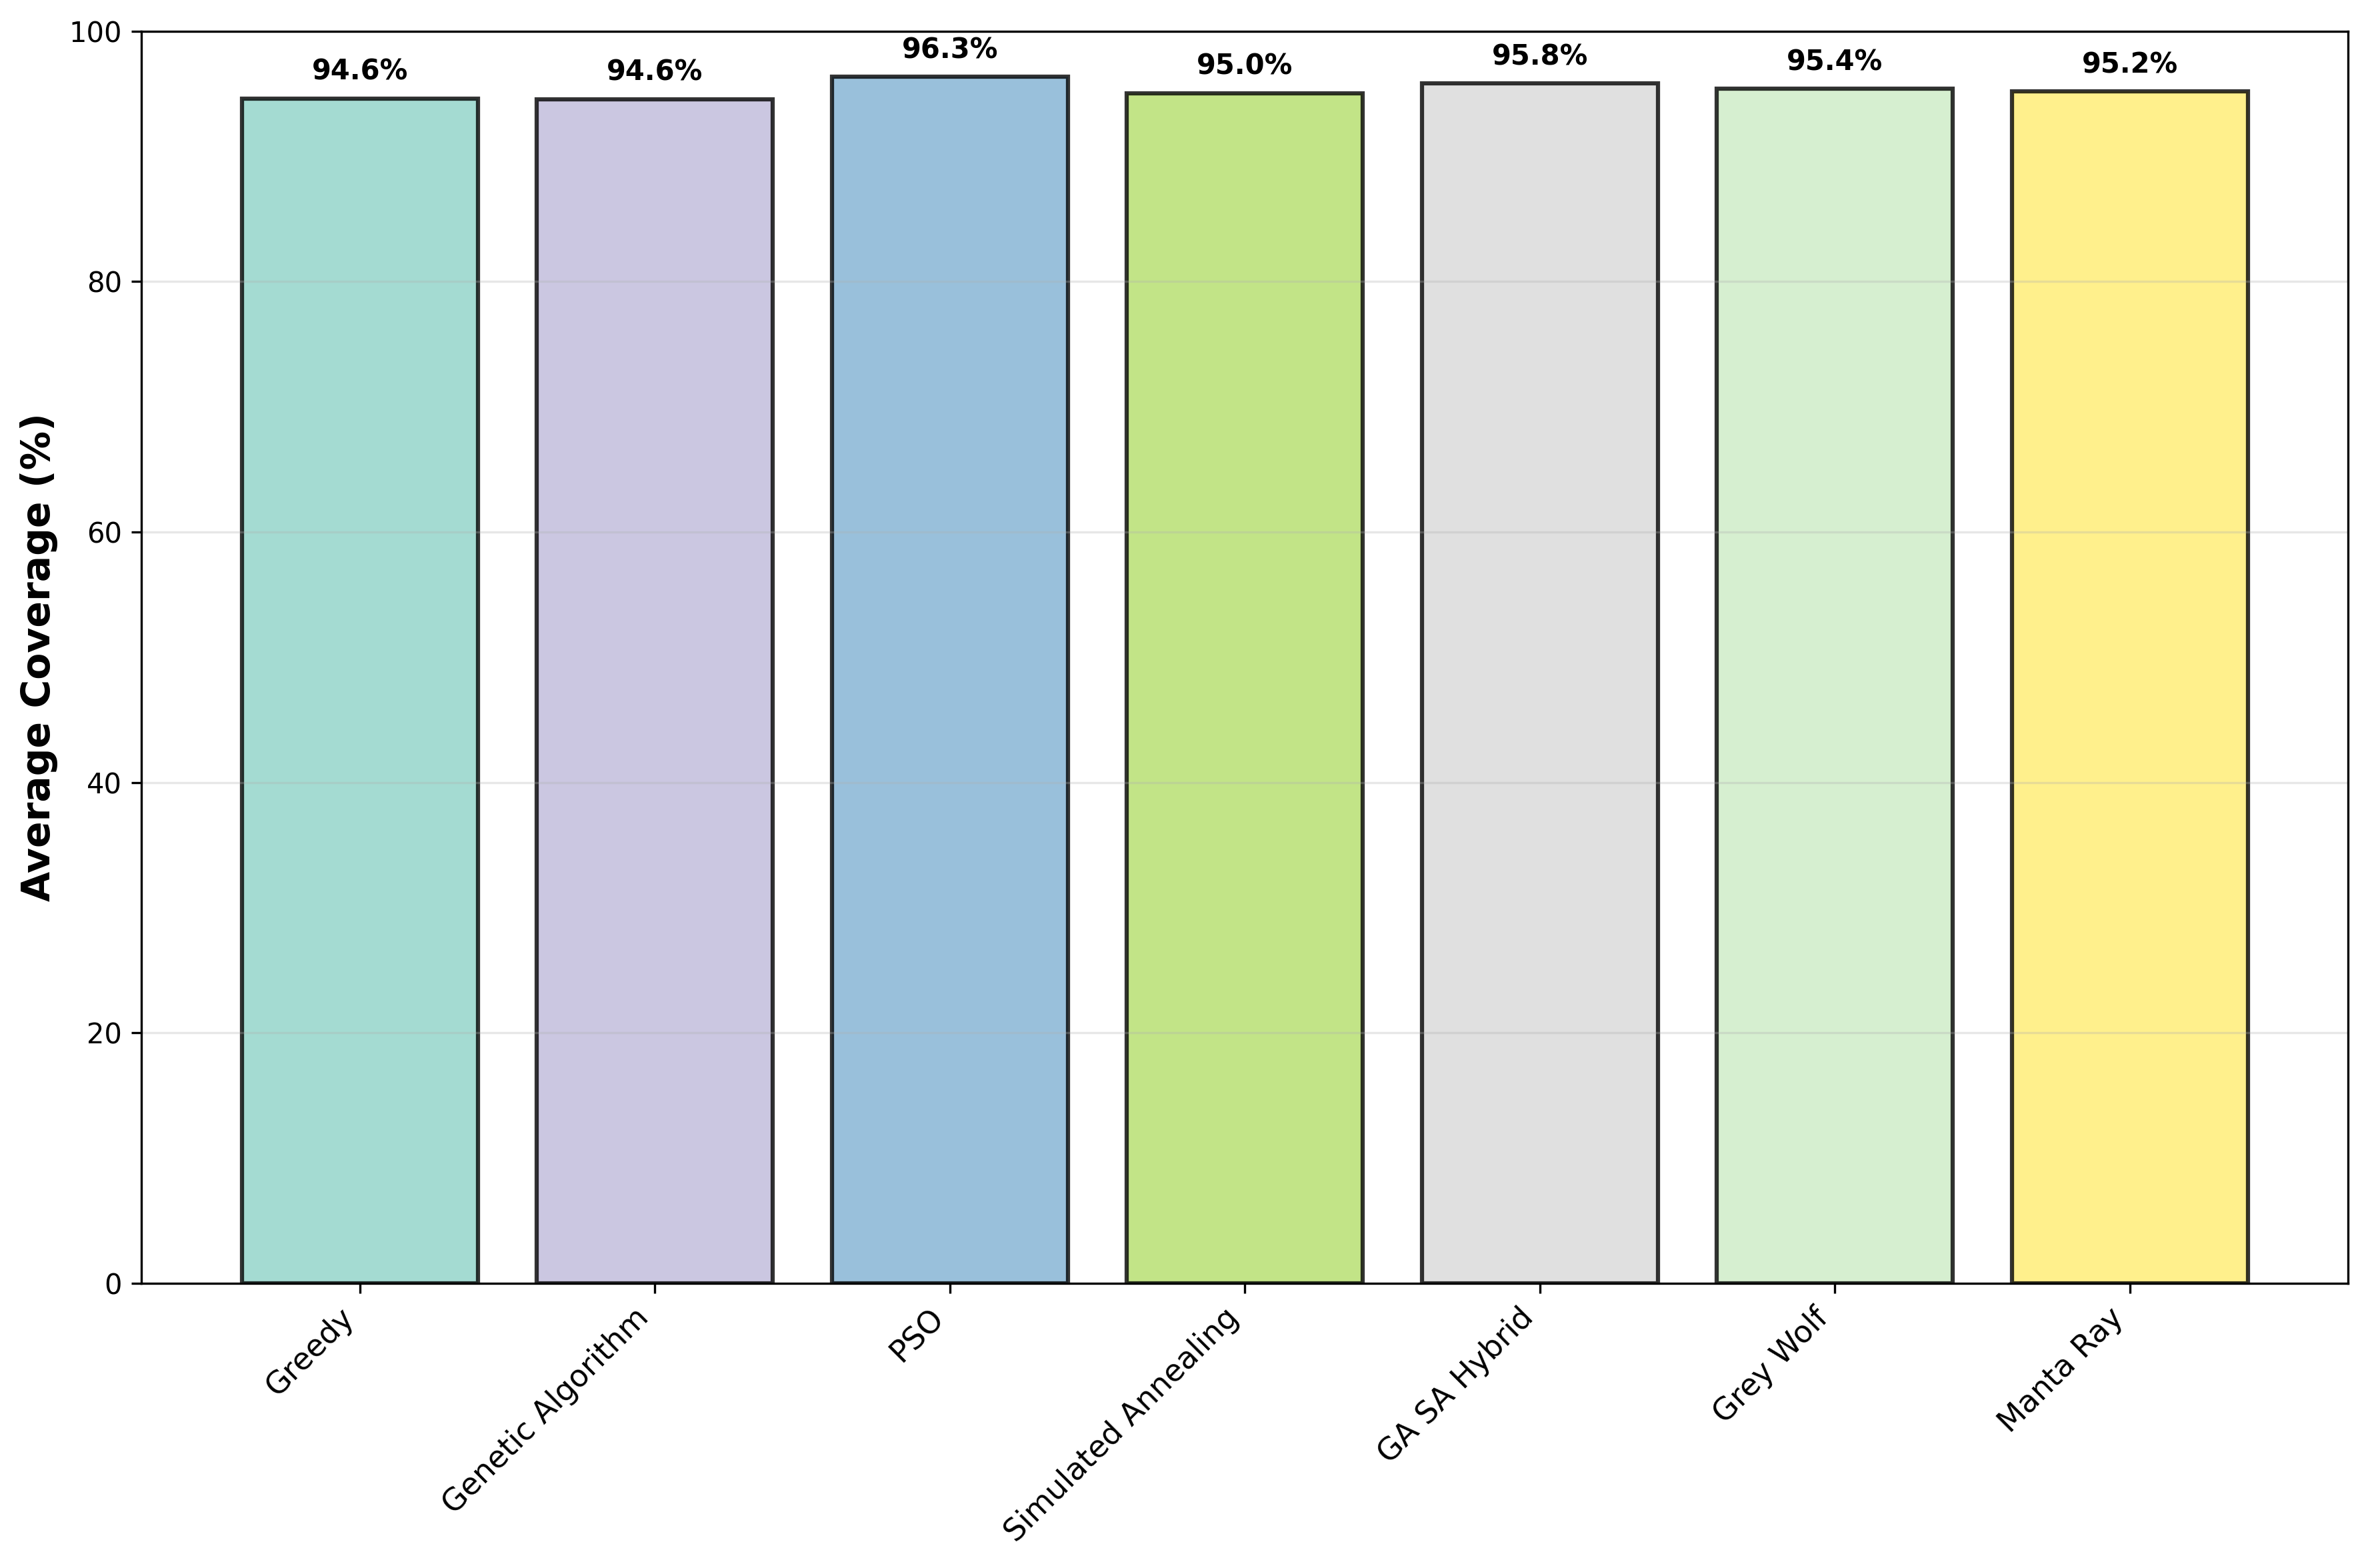 Average Coverage (%)
100
80
60
40
20
0
94.6%
94.6%
96.3%
95.0%
95.8%
95.4%
95.2%
Greedy
Genetic Algorithm
PSO
Simulated Annealing
GA SA Hybrid
Grey Wolf
Manta Ray